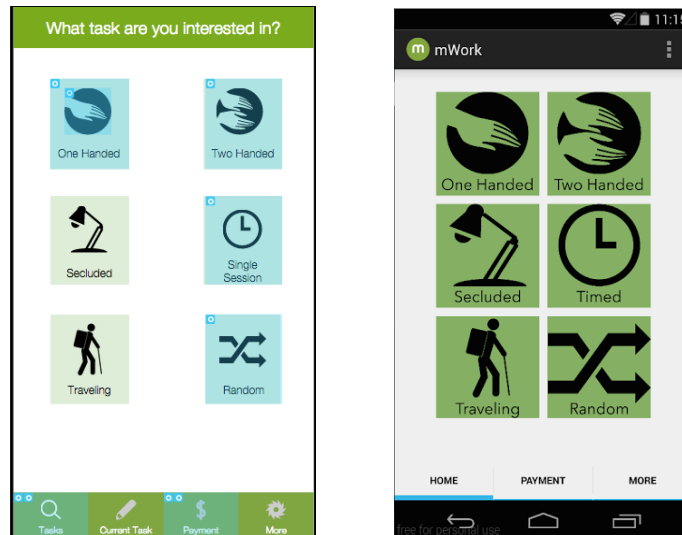 What task are you interested in?
One Handed
Two Handed
Secluded
Single
Session
Traveling
Random
Tasks
Current Task
Payment
More
11:15
m mWork
One Handed
Two Handed
Secluded
Timed
Traveling
Random
HOME
PAYMENT
MORE
free for personal use